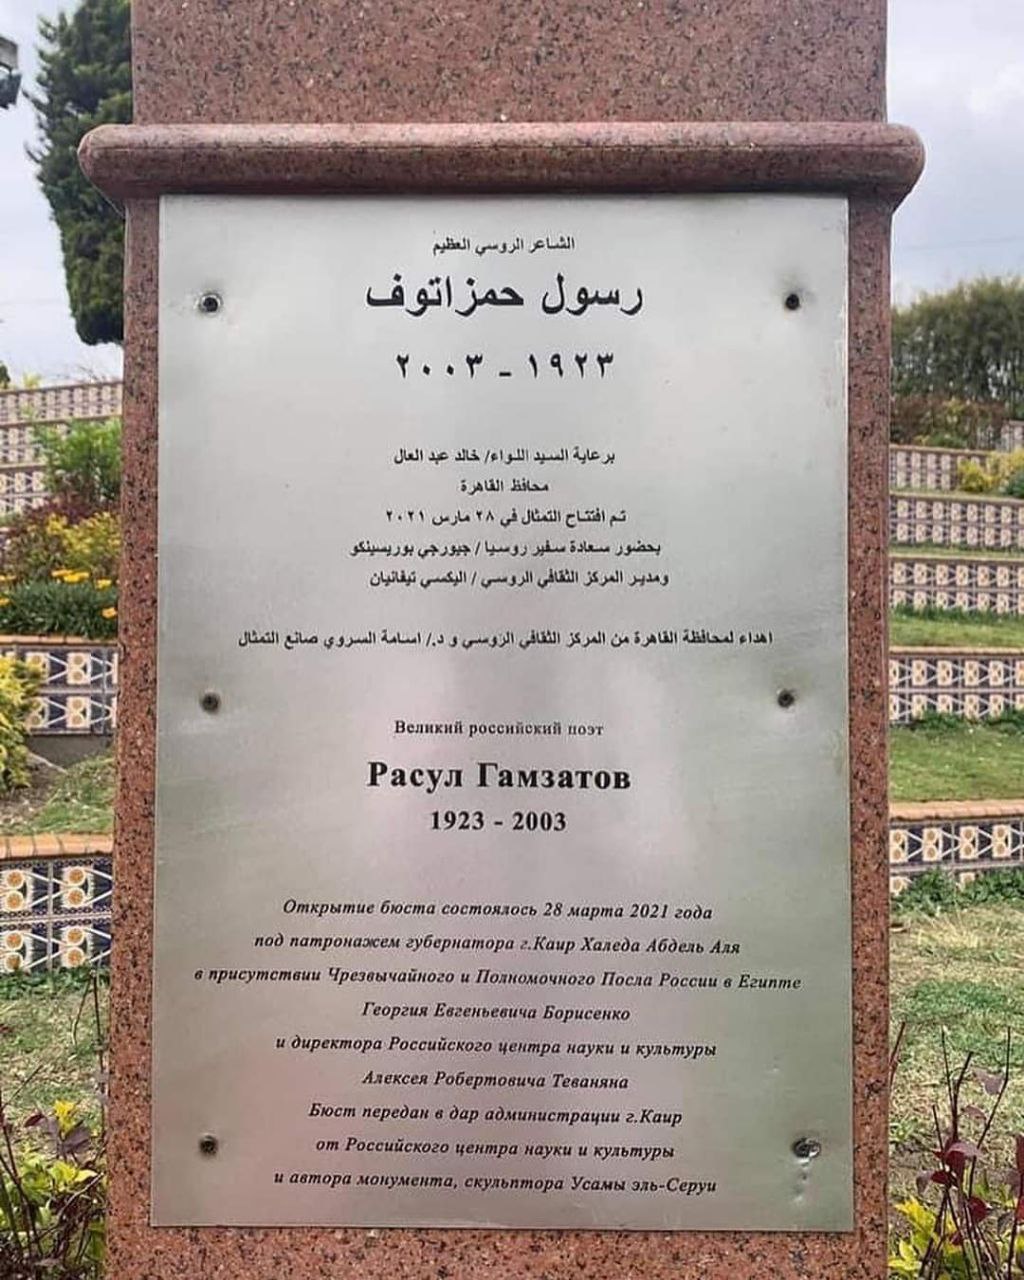 الشاعر الروسي العظيم
رسول حمزاتوف
١٩٢٣ - ٢٠٠٣
برعاية السيد اللواء/ خالد عبد العال
محافظ القاهرة
تم افتتاح التمثال في ٢٨ مارس ٢٠٢١
بحضور سعادة سفير روسيا / جيورجي بوريسينكو
ومدير المركز الثقافي الروسي / اليكسي تيفانيان
اهداء لمحافظة القاهرة من المركز الثقافي الروسي و د./ اسامة السروي صانع التمثال
Великий российский поэт
Расул Гамзатов
1923 - 2003
Открытие бюста состоялось 28 марта 2021 года
под патронажем губернатора г.Каир Халеда Абдель Аля
в присутствии Чрезвычайного и Полномочного Посла России в Египте
Георгия Евгеньевича Борисенко
и директора Российского центра науки и культуры
Алексея Робертовича Теваняна
Бюст передан в дар администрации г.Каир
от Российского центра науки и культуры
и автора монумента, скульптора Усамы эль-Серуи